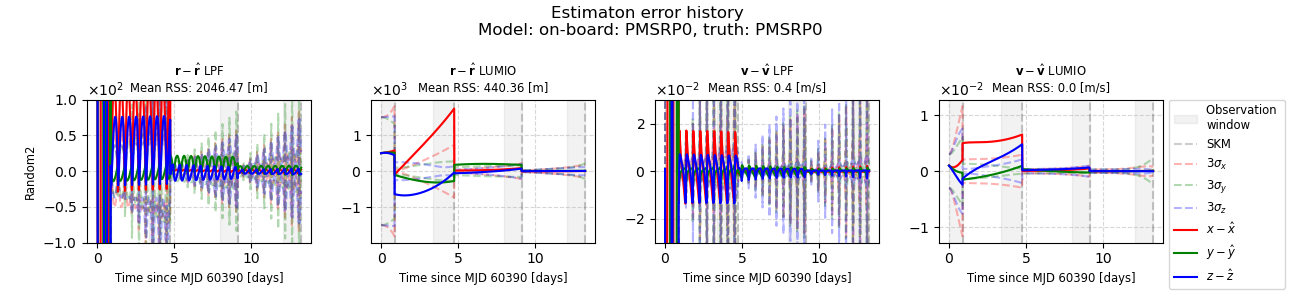 Estimaton error history
Model: on-board: PMSRP0, truth: PMSRP0
r − r̂ LPF
×10² Mean RSS: 2046.47 [m]
1.0
0.5
0.0
−0.5
−1.0
0
5
10
Random2
Time since MJD 60390 [days]
r − r̂ LUMIO
×10³ Mean RSS: 440.36 [m]
1
0
−1
0
5
10
Time since MJD 60390 [days]
v − v̂ LPF
×10⁻² Mean RSS: 0.4 [m/s]
2
0
−2
0
5
10
Time since MJD 60390 [days]
v − v̂ LUMIO
×10⁻² Mean RSS: 0.0 [m/s]
1
0
−1
0
5
10
Time since MJD 60390 [days]
Observation
window
SKM
3σₓ
3σᵧ
3σ_z
x − x̂
y − ŷ
z − ẑ